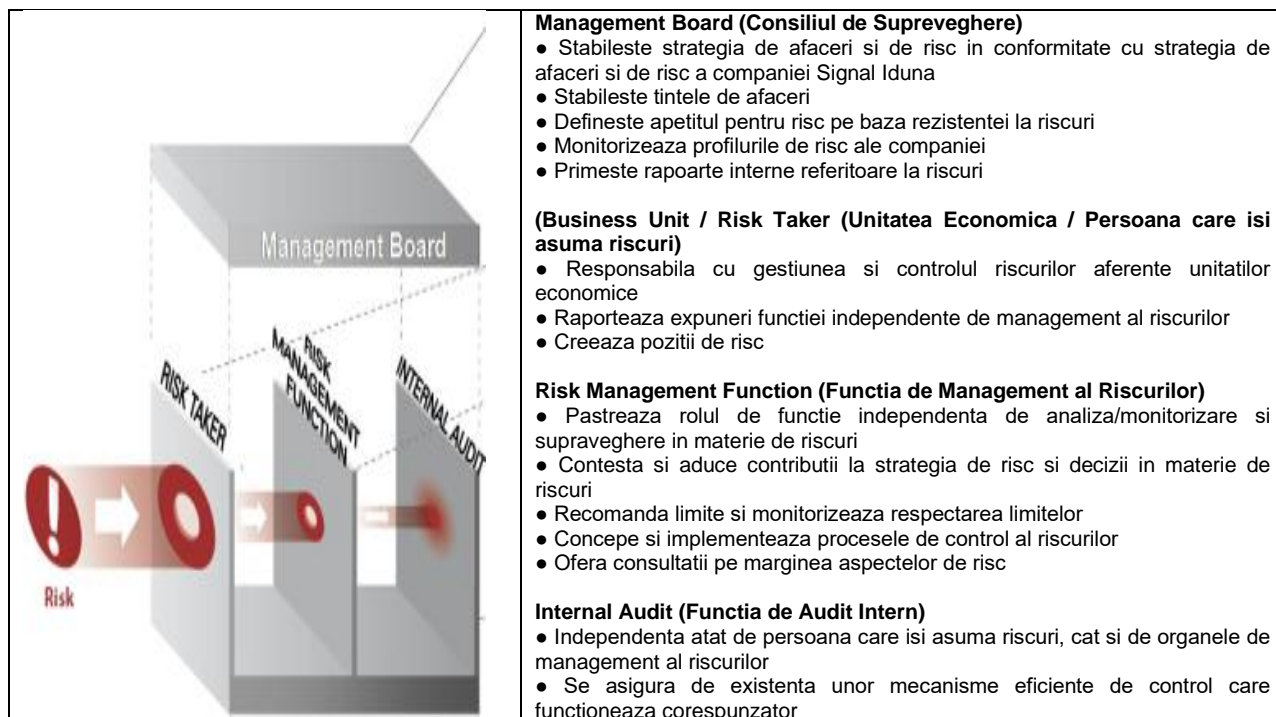 Management Board
RISK TAKER
RISK
MANAGEMENT
FUNCTION
INTERNAL AUDIT
Risk
Management Board (Consiliul de Supreveghere)
● Stabileste strategia de afaceri si de risc in conformitate cu strategia de
afaceri si de risc a companiei Signal Iduna
● Stabileste tintele de afaceri
● Defineste apetitul pentru risc pe baza rezistentei la riscuri
● Monitorizeaza profilurile de risc ale companiei
● Primeste rapoarte interne referitoare la riscuri
(Business Unit / Risk Taker (Unitatea Economica / Persoana care isi
asuma riscuri)
● Responsabila cu gestiunea si controlul riscurilor aferente unitatilor
economice
● Raporteaza expuneri functiei independente de management al riscurilor
● Creeaza pozitii de risc
Risk Management Function (Functia de Management al Riscurilor)
● Pastreaza rolul de functie independenta de analiza/monitorizare si
supraveghere in materie de riscuri
● Contesta si aduce contributii la strategia de risc si decizii in materie de
riscuri
● Recomanda limite si monitorizeaza respectarea limitelor
● Concepe si implementeaza procesele de control al riscurilor
● Ofera consultatii pe marginea aspectelor de risc
Internal Audit (Functia de Audit Intern)
● Independenta atat de persoana care isi asuma riscuri, cat si de organele de
management al riscurilor
● Se asigura de existenta unor mecanisme eficiente de control care
functioneaza corespunzator